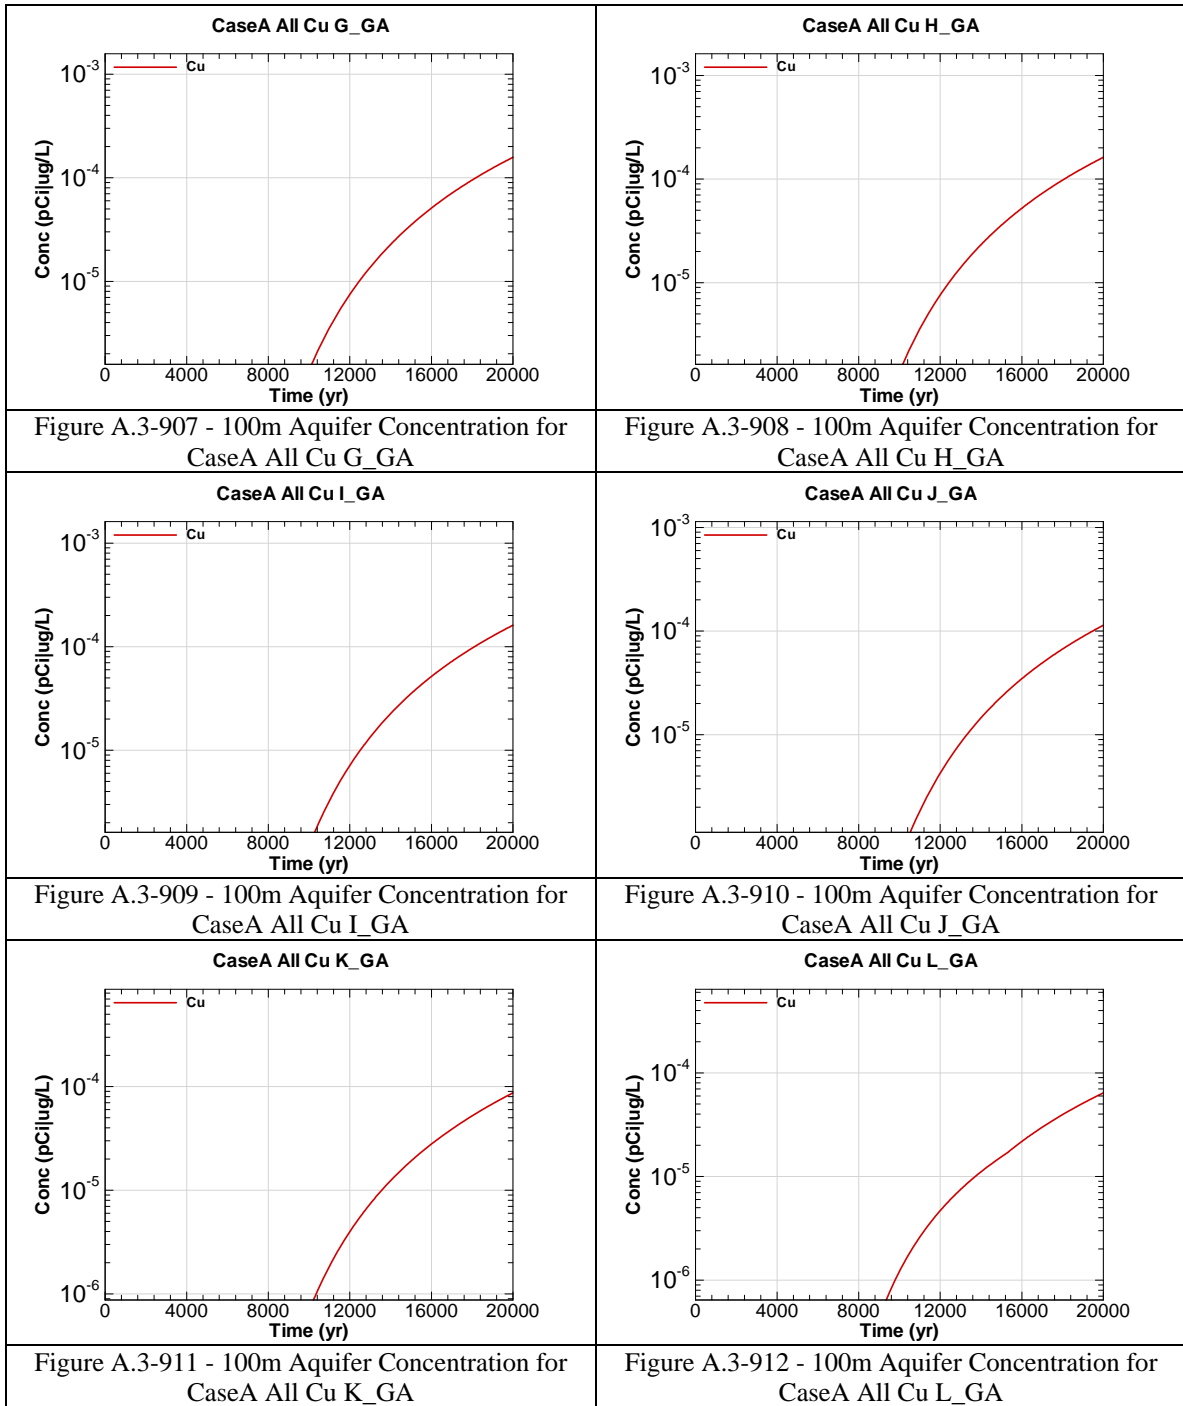 CaseA All Cu G_GA
Cu
10-3
10-4
10-5
Conc (pCi|ug/L)
0 4000 8000 12000 16000 20000
Time (yr)
Figure A.3-907 - 100m Aquifer Concentration for
CaseA All Cu G_GA
CaseA All Cu H_GA
Cu
10-3
10-4
10-5
Conc (pCi|ug/L)
0 4000 8000 12000 16000 20000
Time (yr)
Figure A.3-908 - 100m Aquifer Concentration for
CaseA All Cu H_GA
CaseA All Cu I_GA
Cu
10-3
10-4
10-5
Conc (pCi|ug/L)
0 4000 8000 12000 16000 20000
Time (yr)
Figure A.3-909 - 100m Aquifer Concentration for
CaseA All Cu I_GA
CaseA All Cu J_GA
Cu
10-3
10-4
10-5
Conc (pCi|ug/L)
0 4000 8000 12000 16000 20000
Time (yr)
Figure A.3-910 - 100m Aquifer Concentration for
CaseA All Cu J_GA
CaseA All Cu K_GA
Cu
10-4
10-5
10-6
Conc (pCi|ug/L)
0 4000 8000 12000 16000 20000
Time (yr)
Figure A.3-911 - 100m Aquifer Concentration for
CaseA All Cu K_GA
CaseA All Cu L_GA
Cu
10-4
10-5
10-6
Conc (pCi|ug/L)
0 4000 8000 12000 16000 20000
Time (yr)
Figure A.3-912 - 100m Aquifer Concentration for
CaseA All Cu L_GA